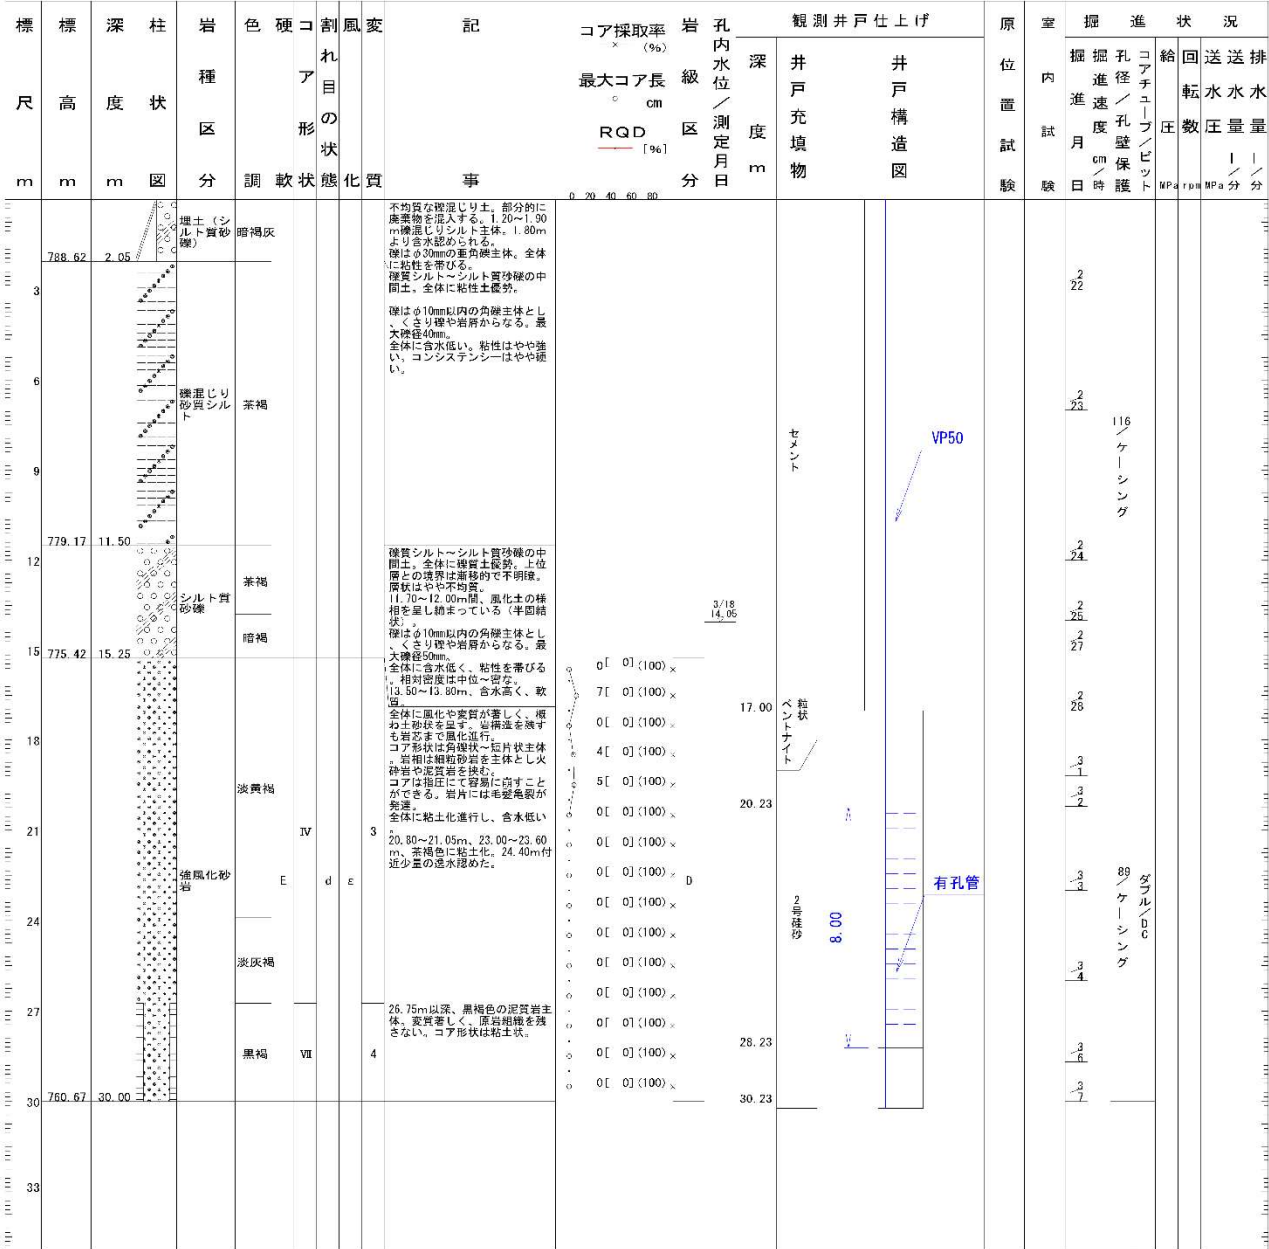 標尺 m
標高 m
深度 m
柱状図
岩種区分
色調
硬軟
コア形状
割れ目の状態
風化
変質
記事
コア採取率
× (%)
最大コア長
○ cm
RQD
[%]
0 20 40 60 80
岩級区分
孔内水位/測定月日
観測井戸仕上げ
深度 m
井戸充填物
井戸構造図
原位置試験
室内試験
掘進状況
掘進月日
掘進速度 cm/時
孔径/孔壁保護
コアチューブ/ビット
給圧 MPa
回転数 rpm
送水圧 MPa
送水量 l/分
排水量 l/分
3
6
9
12
15
18
21
24
27
30
33
788.62 2.05
779.17 11.50
775.42 15.25
760.67 30.00
埋土(シ
ルト質砂
礫)
暗褐灰
礫混じり
砂質シル
ト
茶褐
シルト質
砂礫
茶褐
暗褐
強風化砂
岩
淡黄褐
淡灰褐
黒褐
E
Ⅳ
Ⅶ
d
ε
3
4
不均質な礫混じり土。部分的に
廃棄物を混入する。1.20~1.90
m礫混じりシルト主体。1.80m
より含水認められる。
礫はφ30mmの亜角礫主体。全体
に粘性を帯びる。
礫質シルト~シルト質砂礫の中
間土。全体に粘性土優勢。
礫はφ10mm以内の角礫主体とし
、くさり礫や岩屑からなる。最
大礫径40mm。
全体に含水低い。粘性はやや強
い。コンシステンシーはやや硬
い。
礫質シルト~シルト質砂礫の中
間土。全体に礫質土優勢。上位
層との境界は漸移的で不明瞭。
層状はやや不均質。
11.70~12.00m間、風化土の様
相を呈し締まっている(半固結
状)。
礫はφ10mm以内の角礫主体とし
、くさり礫や岩屑からなる。最
大礫径50mm。
全体に含水低く、粘性を帯びる
。相対密度は中位~密な。
13.50~13.80m、含水高く、軟
質。
全体に風化や変質が著しく、概
ね土砂状を呈す。岩構造を残す
も岩芯まで風化進行。
コア形状は角礫状~短片状主体
。岩相は細粒砂岩を主体とし火
砕岩や泥質岩を挟む。
コアは指圧にて容易に崩すこと
ができる。岩片には毛髪亀裂が
発達。
全体に粘土化進行し、含水低い
。
20.80~21.05m、23.00~23.60
m、茶褐色に粘土化。24.40m付
近少量の逸水認めた。
26.75m以深、黒褐色の泥質岩主
体。変質著しく、原岩組織を残
さない。コア形状は粘土状。
0[ 0](100)
7[ 0](100)
0[ 0](100)
4[ 0](100)
5[ 0](100)
0[ 0](100)
0[ 0](100)
0[ 0](100)
0[ 0](100)
0[ 0](100)
0[ 0](100)
0[ 0](100)
0[ 0](100)
0[ 0](100)
0[ 0](100)
D
3/18
14.05
17.00
20.23
28.23
30.23
セメント
粒状
ベントナイト
2号硅砂
8.00
VP50
有孔管
2/22
2/23
2/24
2/25
2/27
2/28
3/1
3/2
3/3
3/4
3/6
3/7
116/ケーシング
89/ケーシング
ダブル/DC